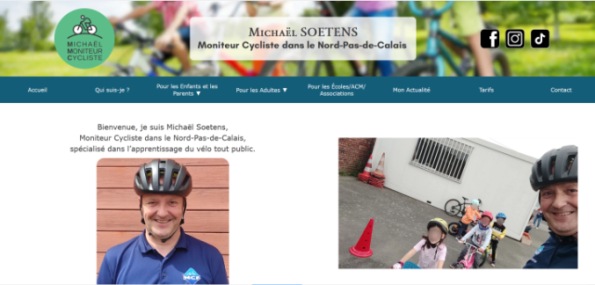 MICHAËL
MONITEUR
CYCLISTE
Michaël SOETENS
Moniteur Cycliste dans le Nord-Pas-de-Calais
Accueil
Qui suis-je ?
Pour les Enfants et les
Parents ▼
Pour les Adultes ▼
Pour les Écoles/ACM/
Associations
Mon Actualité
Tarifs
Contact
Bienvenue, je suis Michaël Soetens,
Moniteur Cycliste dans le Nord-Pas-de-Calais,
spécialisé dans l'apprentissage du vélo tout public.
MCF